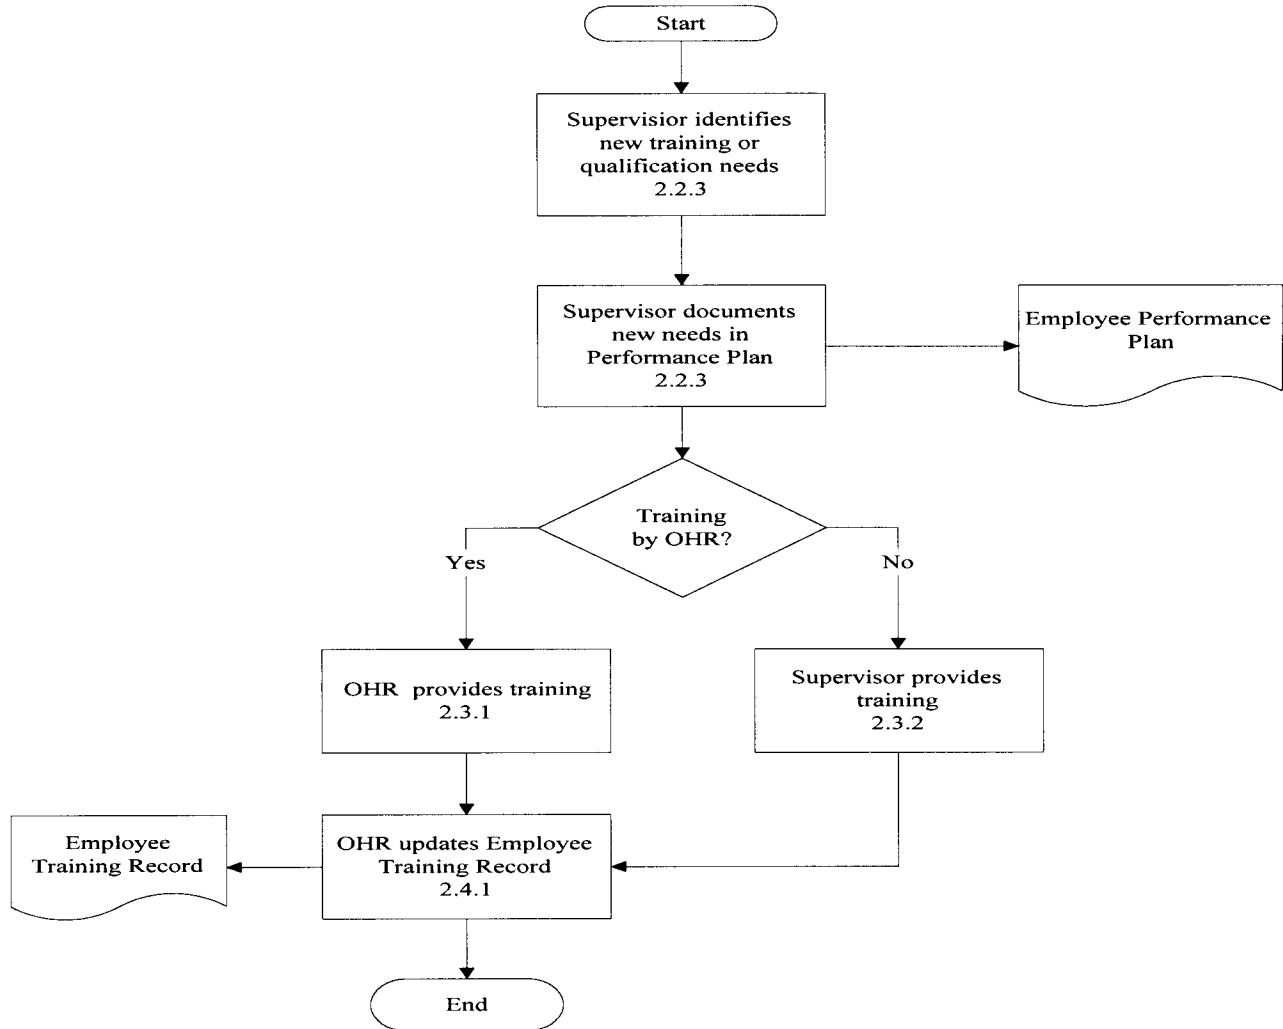 Start
Supervisior identifies
new training or
qualification needs
2.2.3
Supervisor documents
new needs in
Performance Plan
2.2.3
Employee Performance
Plan
Training
by OHR?
Yes
No
OHR provides training
2.3.1
Supervisor provides
training
2.3.2
Employee
Training Record
OHR updates Employee
Training Record
2.4.1
End